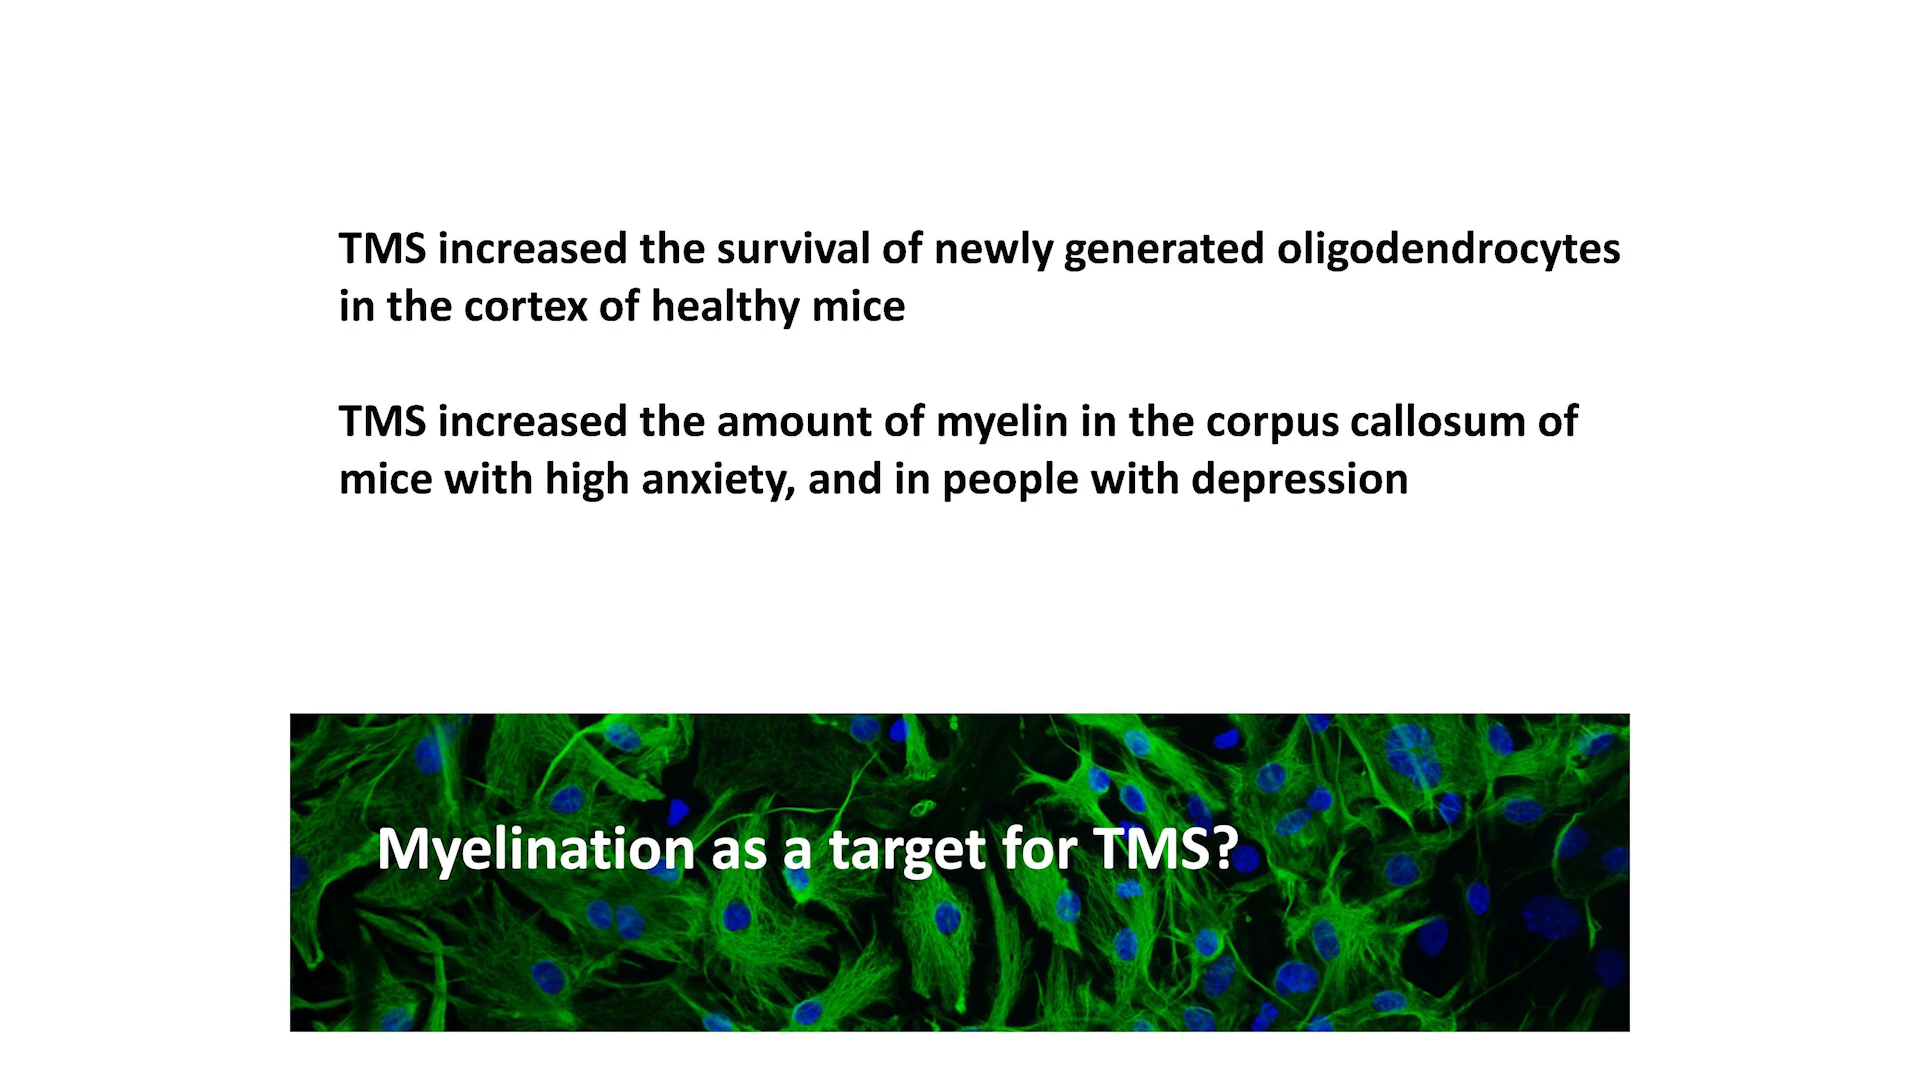 TMS increased the survival of newly generated oligodendrocytes
in the cortex of healthy mice
TMS increased the amount of myelin in the corpus callosum of
mice with high anxiety, and in people with depression
Myelination as a target for TMS?